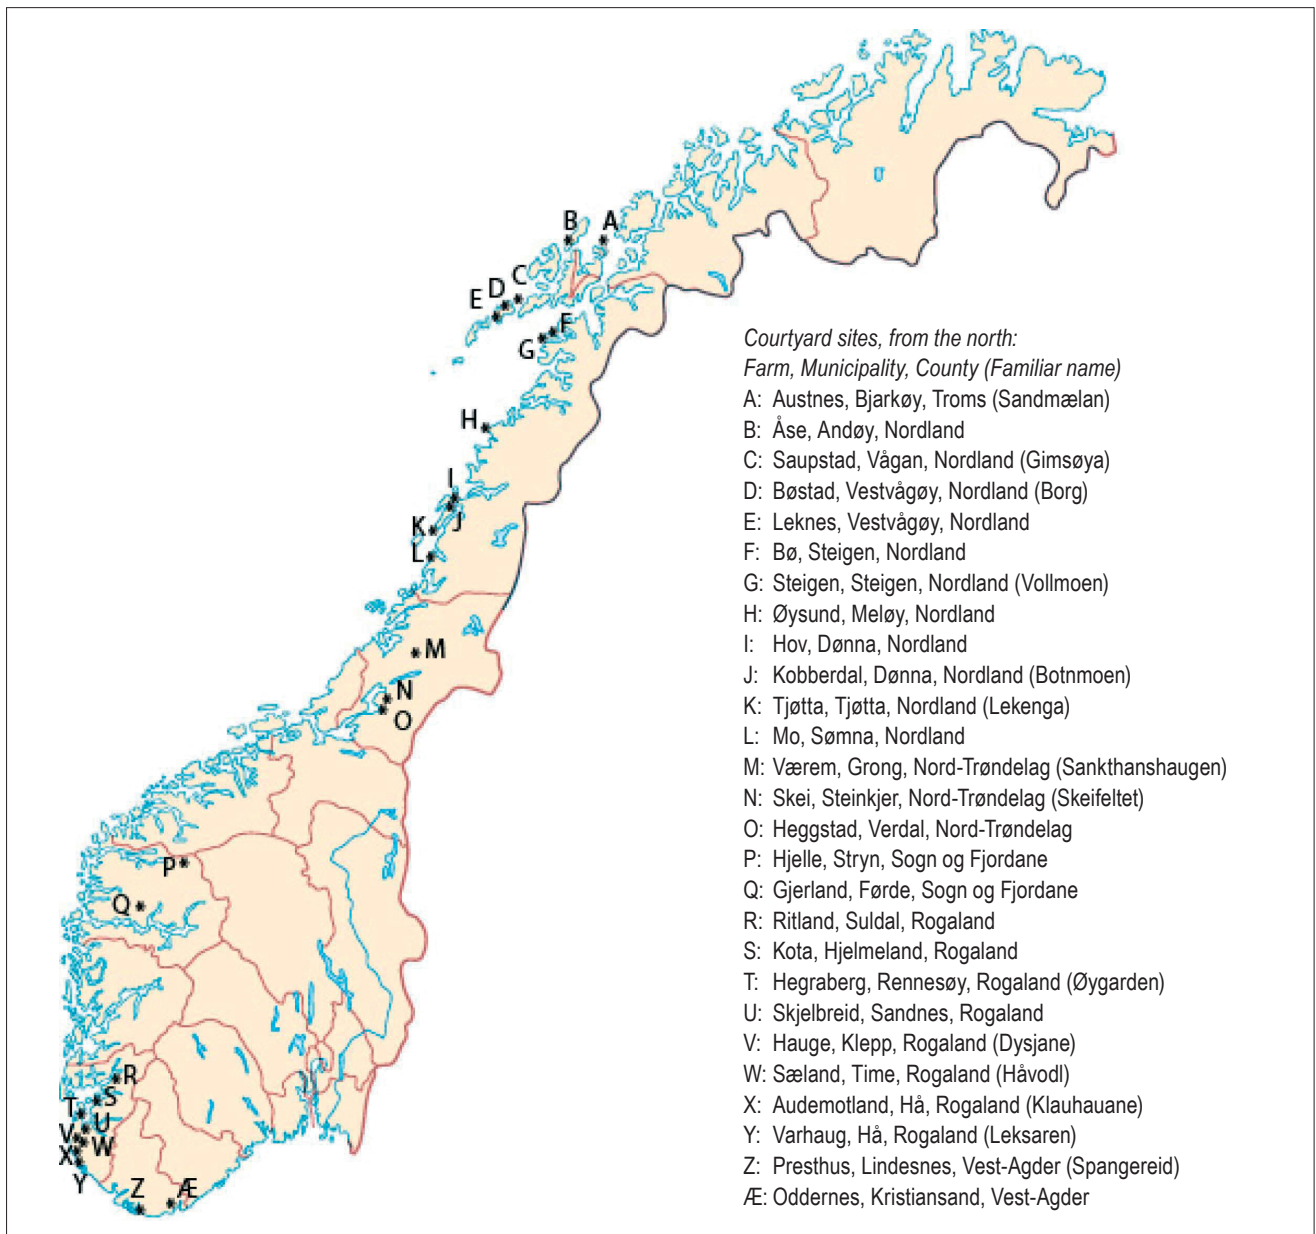 B A
C
D
E
F
G
H
I
J
K
L
M
N
O
P
Q
R
S
T
U
V
W
X
Y
Z Æ
Courtyard sites, from the north:
Farm, Municipality, County (Familiar name)
A: Austnes, Bjarkøy, Troms (Sandmælan)
B: Åse, Andøy, Nordland
C: Saupstad, Vågan, Nordland (Gimsøya)
D: Bøstad, Vestvågøy, Nordland (Borg)
E: Leknes, Vestvågøy, Nordland
F: Bø, Steigen, Nordland
G: Steigen, Steigen, Nordland (Vollmoen)
H: Øysund, Meløy, Nordland
I: Hov, Dønna, Nordland
J: Kobberdal, Dønna, Nordland (Botnmoen)
K: Tjøtta, Tjøtta, Nordland (Lekenga)
L: Mo, Sømna, Nordland
M: Værem, Grong, Nord-Trøndelag (Sankthanshaugen)
N: Skei, Steinkjer, Nord-Trøndelag (Skeifeltet)
O: Heggstad, Verdal, Nord-Trøndelag
P: Hjelle, Stryn, Sogn og Fjordane
Q: Gjerland, Førde, Sogn og Fjordane
R: Ritland, Suldal, Rogaland
S: Kota, Hjelmeland, Rogaland
T: Hegraberg, Rennesøy, Rogaland (Øygarden)
U: Skjelbreid, Sandnes, Rogaland
V: Hauge, Klepp, Rogaland (Dysjane)
W: Sæland, Time, Rogaland (Håvodl)
X: Audemotland, Hå, Rogaland (Klauhauane)
Y: Varhaug, Hå, Rogaland (Leksaren)
Z: Presthus, Lindesnes, Vest-Agder (Spangereid)
Æ: Oddernes, Kristiansand, Vest-Agder